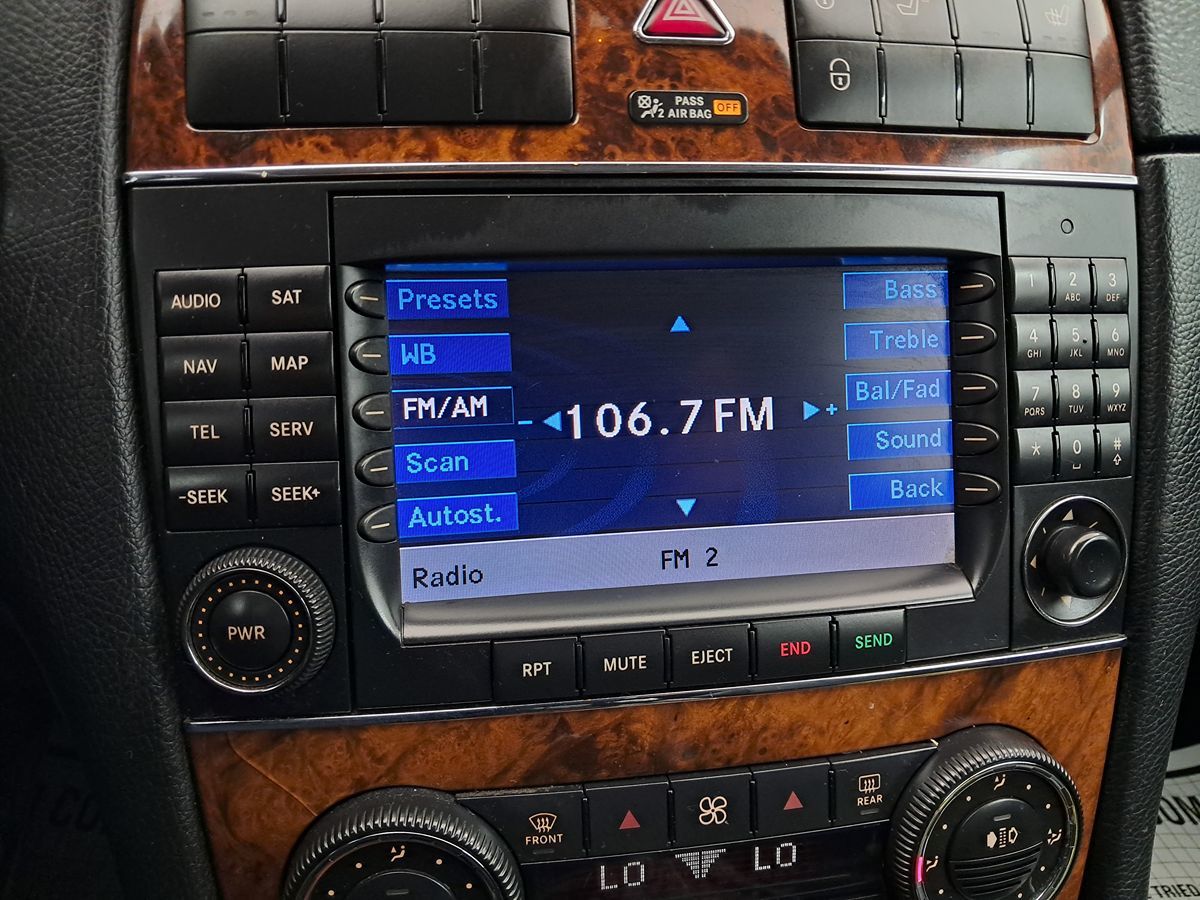 PASS
2 AIR BAG OFF
AUDIO SAT
NAV MAP
TEL SERV
-SEEK SEEK+
PWR
Presets
WB
FM/AM
Scan
Autost.
- 106.7 FM +
Bass
Treble
Bal/Fad
Sound
Back
Radio FM 2
1 2 3
ABC DEF
4 5 6
GHI JKL MNO
7 8 9
PQRS TUV WXYZ
* 0 #
RPT MUTE EJECT END SEND
FRONT
REAR
LO LO
TRIED